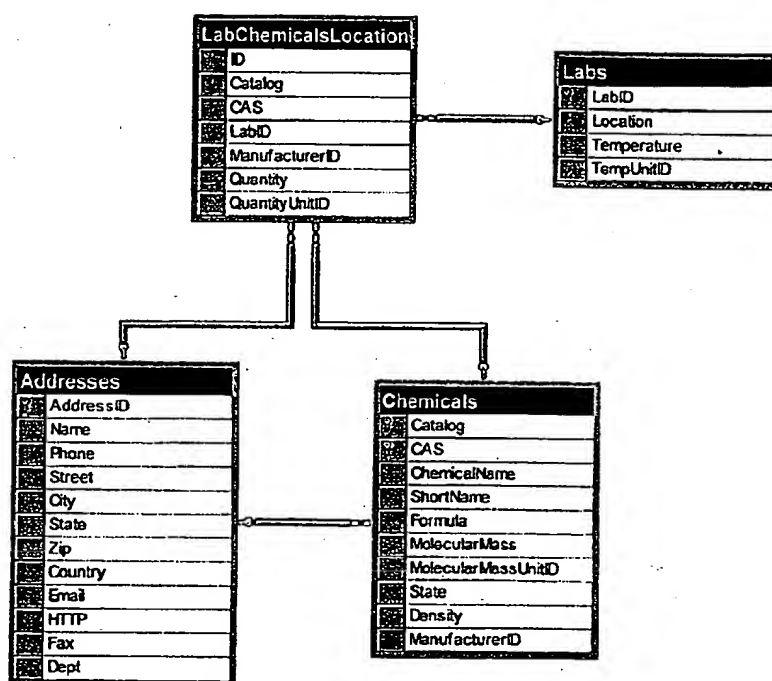 LabChemicalsLocation
ID
Catalog
CAS
LabID
ManufacturerID
Quantity
QuantityUnitID
Labs
LabID
Location
Temperature
TempUnitID
Addresses
AddressID
Name
Phone
Street
City
State
Zip
Country
Email
HTTP
Fax
Dept
Chemicals
Catalog
CAS
ChemicalName
ShortName
Formula
MolecularMass
MolecularMassUnitID
State
Density
ManufacturerID